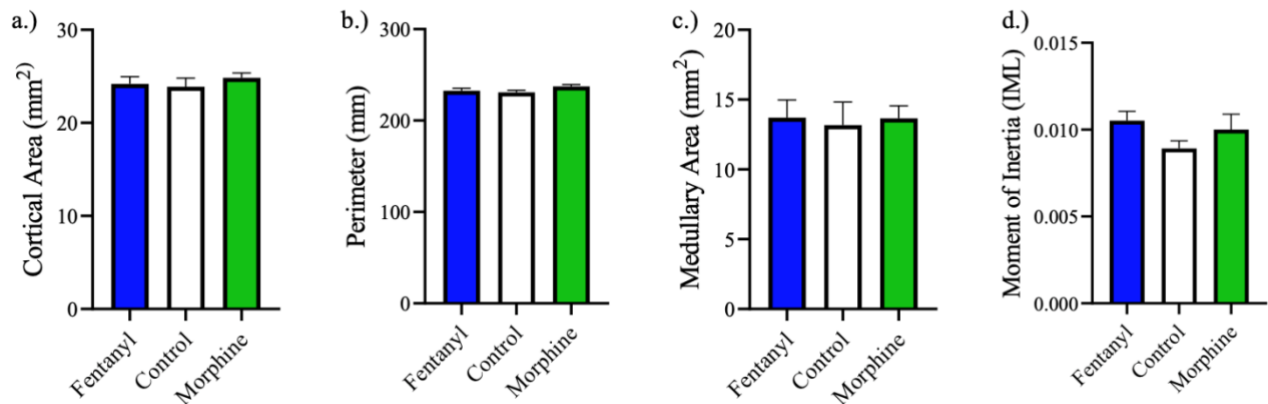 a.)
Cortical Area (mm²)
30
20
10
0
Fentanyl
Control
Morphine
b.)
Perimeter (mm)
300
200
100
0
Fentanyl
Control
Morphine
c.)
Medullary Area (mm²)
20
15
10
5
0
Fentanyl
Control
Morphine
d.)
Moment of Inertia (IML)
0.015
0.010
0.005
0.000
Fentanyl
Control
Morphine